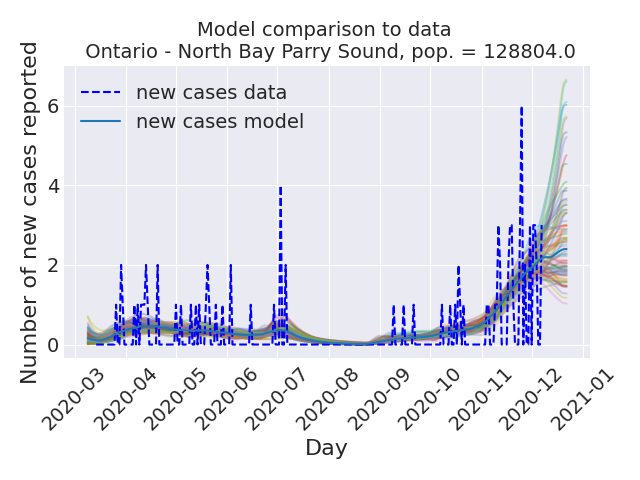 Model comparison to data
Ontario - North Bay Parry Sound, pop. = 128804.0
new cases data
new cases model
Number of new cases reported
6
4
2
0
2020-03
2020-04
2020-05
2020-06
2020-07
2020-08
2020-09
2020-10
2020-11
2020-12
2021-01
Day